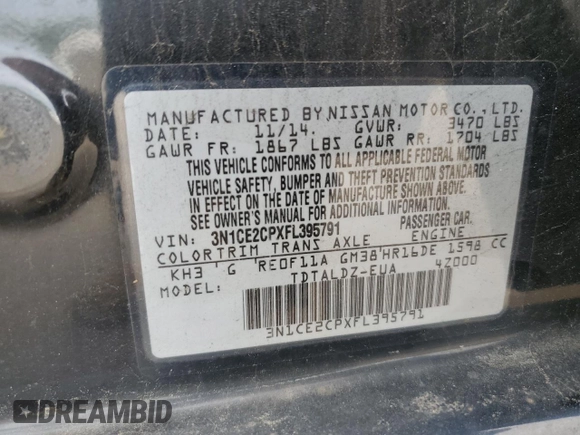 MANUFACTURED BY NISSAN MOTOR CO., LTD.
DATE: 11/14. GVWR: 3470 LBS
GAWR FR: 1867 LBS GAWR RR: 1704 LBS
THIS VEHICLE CONFORMS TO ALL APPLICABLE FEDERAL MOTOR
VEHICLE SAFETY, BUMPER AND THEFT PREVENTION STANDARDS
IN EFFECT ON THE DATE OF MANUFACTURE SHOWN ABOVE.
SEE OWNER'S MANUAL FOR ADDITIONAL INFORMATION.
VIN: 3N1CE2CPXFL395791 PASSENGER CAR.
COLOR TRIM TRANS AXLE ENGINE
KH3 G RE0F11A GM38 HR16DE 1598 CC
MODEL: TDTALDZ-EUA 4Z000
3N1CE2CPXFL395791
DREAMBID